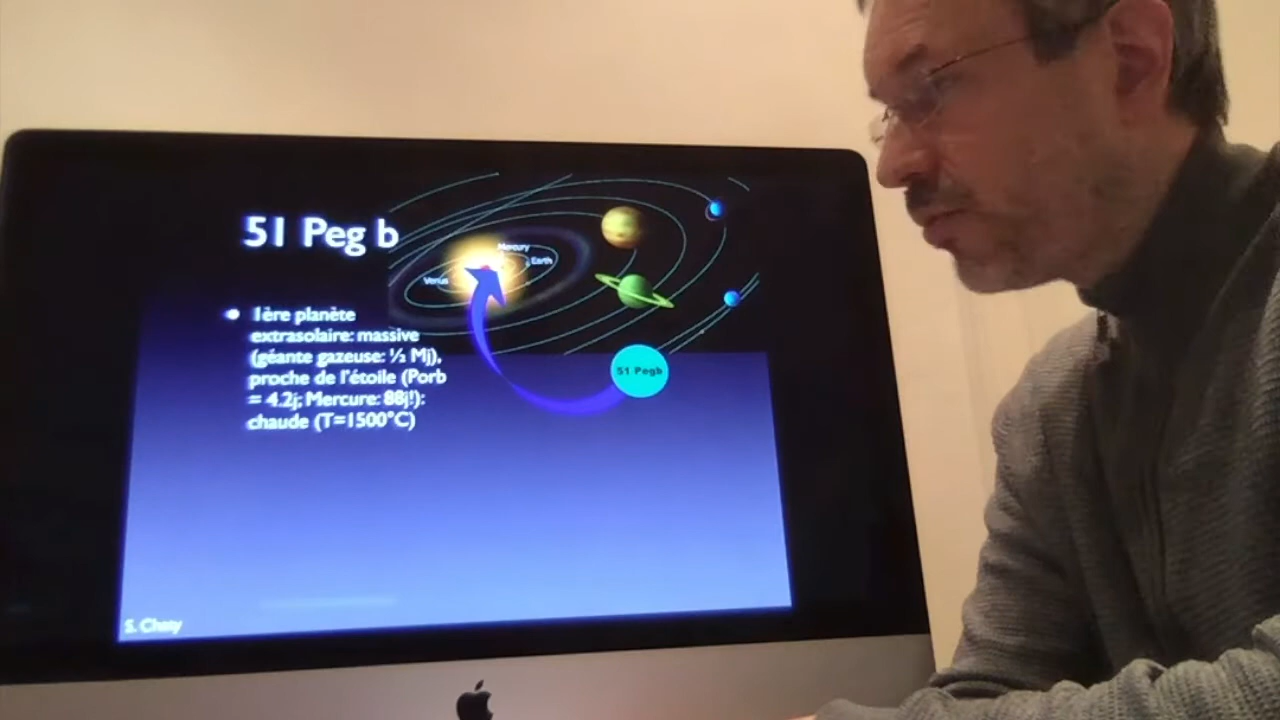 51 Peg b
Mercury
Earth
Venus
1ère planète
extrasolaire: massive
(géante gazeuse: ½ Mj),
proche de l'étoile (Porb
= 4.2j; Mercure: 88j!):
chaude (T=1500°C)
51 Pegb
S. Chaty